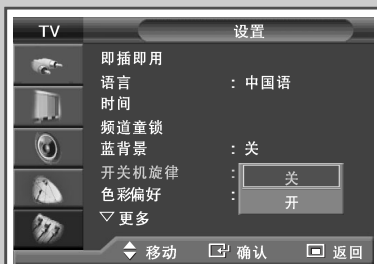 TV 设置
即插即用
语言 : 中国语
时间
频道童锁
蓝背景 : 关
开关机旋律 : 关
色彩偏好 : 开
▽更多
移动 确认 返回